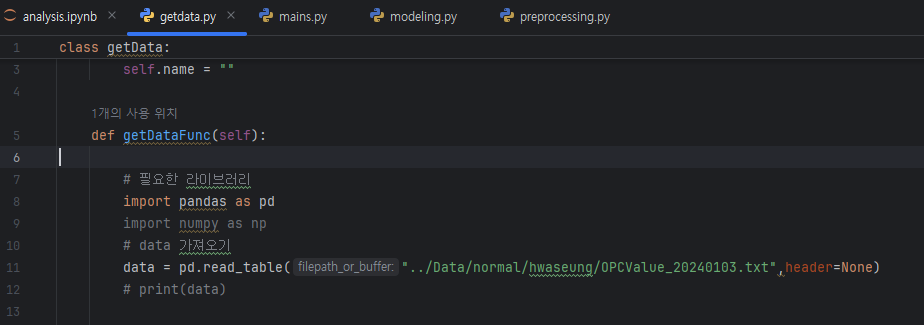 analysis.ipynb × getdata.py × mains.py modeling.py preprocessing.py
1 class getData:
3 self.name = ""
4
1개의 사용 위치
5 def getDataFunc(self):
6
7 # 필요한 라이브러리
8 import pandas as pd
9 import numpy as np
10 # data 가져오기
11 data = pd.read_table( filepath_or_buffer: "../Data/normal/hwaseung/OPCValue_20240103.txt",header=None)
12 # print(data)
13